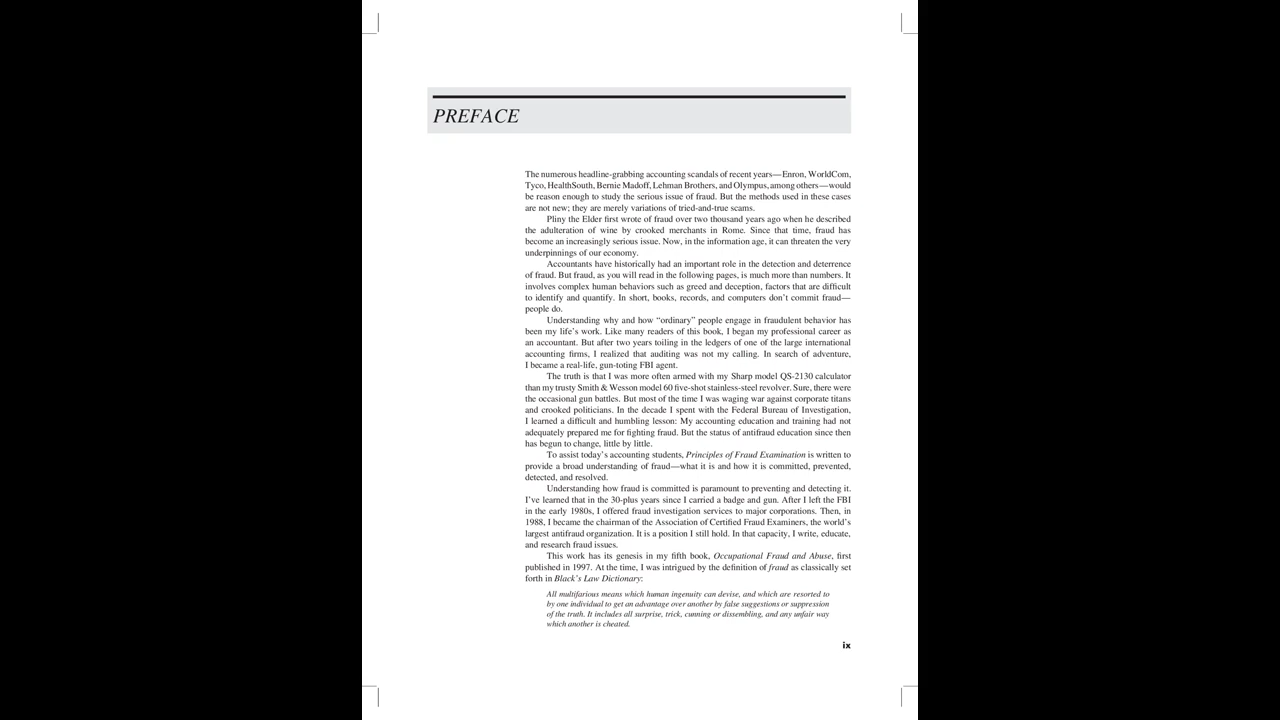 PREFACE
The numerous headline-grabbing accounting scandals of recent years—Enron, WorldCom,
Tyco, HealthSouth, Bernie Madoff, Lehman Brothers, and Olympus, among others—would
be reason enough to study the serious issue of fraud. But the methods used in these cases
are not new; they are merely variations of tried-and-true scams.
Pliny the Elder first wrote of fraud over two thousand years ago when he described
the adulteration of wine by crooked merchants in Rome. Since that time, fraud has
become an increasingly serious issue. Now, in the information age, it can threaten the very
underpinnings of our economy.
Accountants have historically had an important role in the detection and deterrence
of fraud. But fraud, as you will read in the following pages, is much more than numbers. It
involves complex human behaviors such as greed and deception, factors that are difficult
to identify and quantify. In short, books, records, and computers don't commit fraud—
people do.
Understanding why and how “ordinary” people engage in fraudulent behavior has
been my life's work. Like many readers of this book, I began my professional career as
an accountant. But after two years toiling in the ledgers of one of the large international
accounting firms, I realized that auditing was not my calling. In search of adventure,
I became a real-life, gun-toting FBI agent.
The truth is that I was more often armed with my Sharp model QS-2130 calculator
than my trusty Smith & Wesson model 60 five-shot stainless-steel revolver. Sure, there were
the occasional gun battles. But most of the time I was waging war against corporate titans
and crooked politicians. In the decade I spent with the Federal Bureau of Investigation,
I learned a difficult and humbling lesson: My accounting education and training had not
adequately prepared me for fighting fraud. But the status of antifraud education since then
has begun to change, little by little.
To assist today's accounting students, Principles of Fraud Examination is written to
provide a broad understanding of fraud—what it is and how it is committed, prevented,
detected, and resolved.
Understanding how fraud is committed is paramount to preventing and detecting it.
I've learned that in the 30-plus years since I carried a badge and gun. After I left the FBI
in the early 1980s, I offered fraud investigation services to major corporations. Then, in
1988, I became the chairman of the Association of Certified Fraud Examiners, the world's
largest antifraud organization. It is a position I still hold. In that capacity, I write, educate,
and research fraud issues.
This work has its genesis in my fifth book, Occupational Fraud and Abuse, first
published in 1997. At the time, I was intrigued by the definition of fraud as classically set
forth in Black's Law Dictionary:
All multifarious means which human ingenuity can devise, and which are resorted to
by one individual to get an advantage over another by false suggestions or suppression
of the truth. It includes all surprise, trick, cunning or dissembling, and any unfair way
which another is cheated.
ix